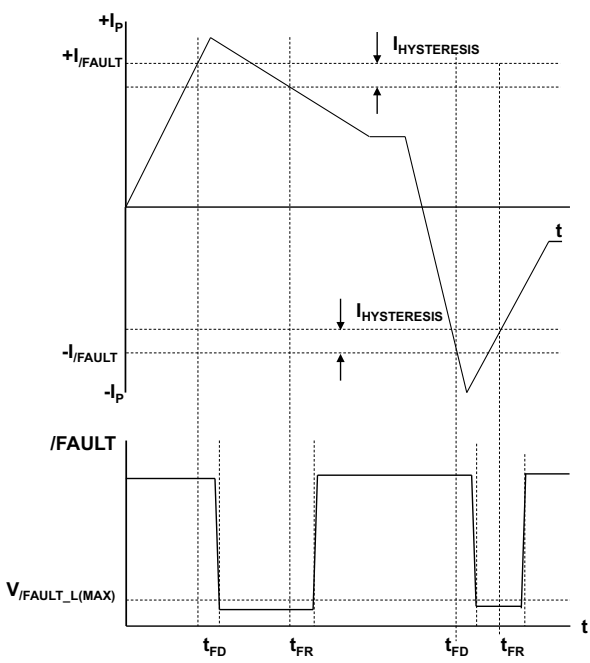 +IP
+I/FAULT
IHYSTERESIS
t
IHYSTERESIS
-I/FAULT
-IP
/FAULT
V/FAULT_L(MAX)
t
tFD
tFR
tFD
tFR